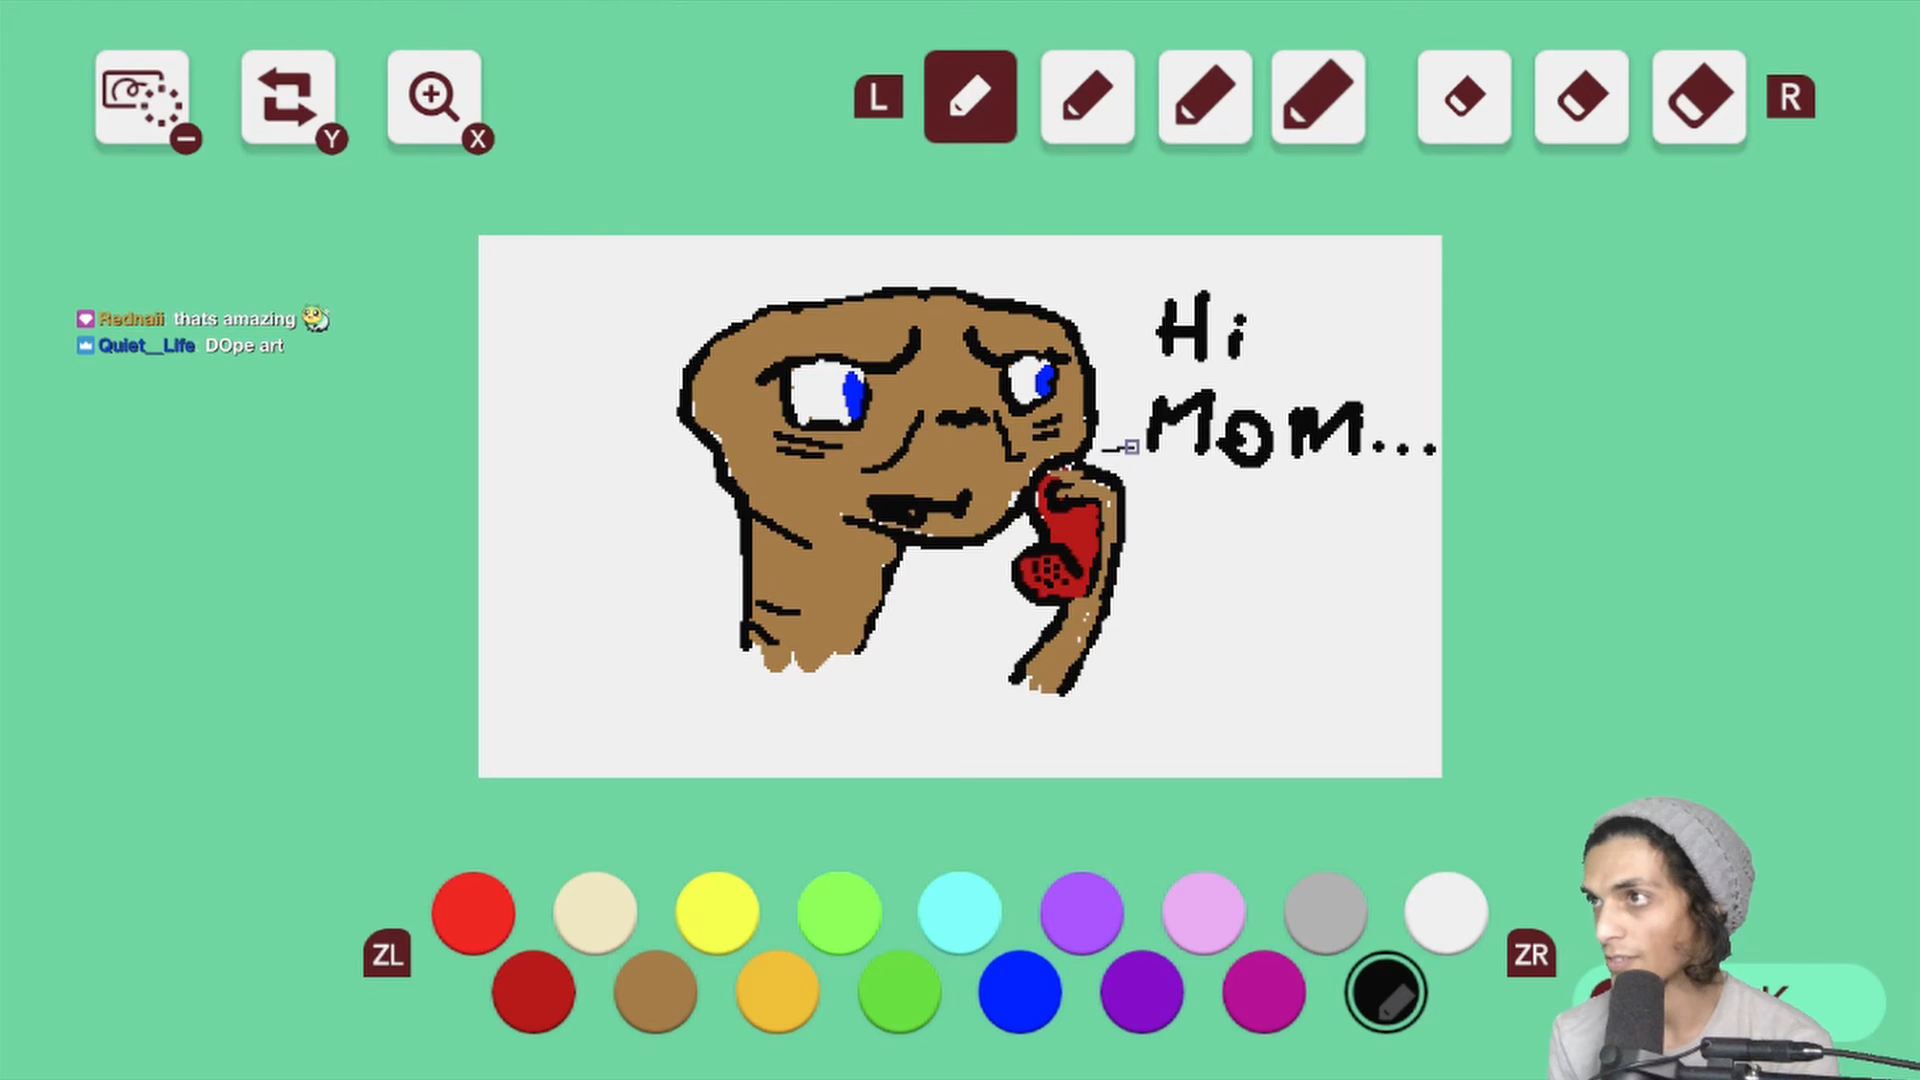 L
R
Y
X
Rednaii thats amazing
Quiet__Life DOpe art
Hi
MOM...
ZL
ZR